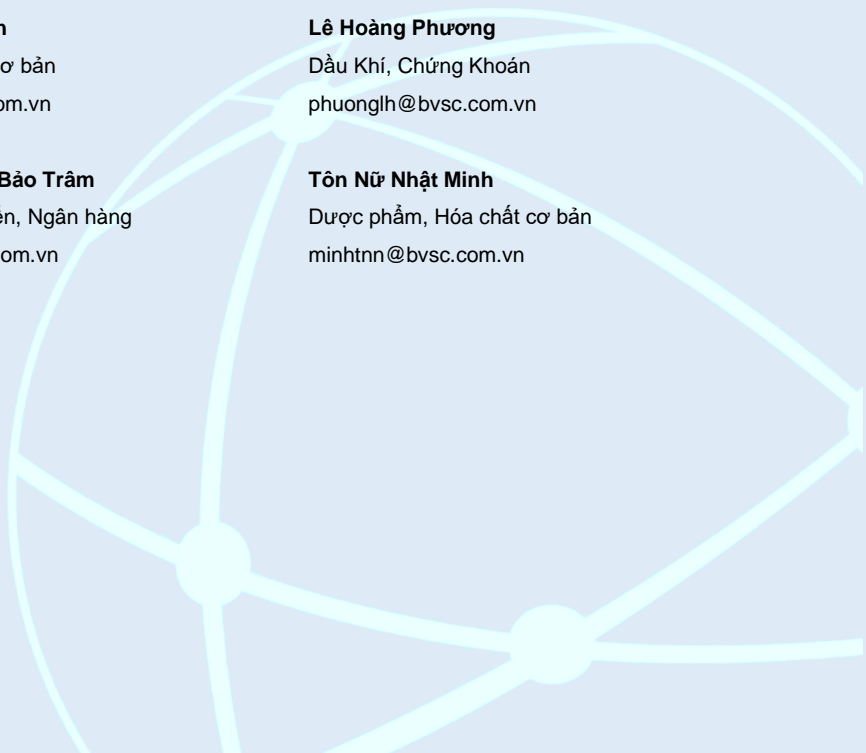 Lê Hoàng Phương
ơ bản
Dầu Khí, Chứng Khoán
om.vn
phuonglh@bvsc.com.vn
Bảo Trâm
Tôn Nữ Nhật Minh
ển, Ngân hàng
Dược phẩm, Hóa chất cơ bản
om.vn
minhtnn@bvsc.com.vn